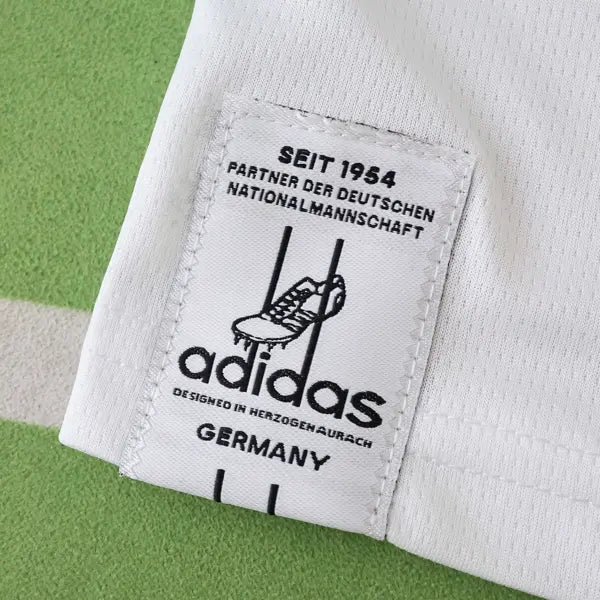 SEIT 1954
PARTNER DER DEUTSCHEN
NATIONALMANNSCHAFT
adidas
DESIGNED IN HERZOGENAURACH
GERMANY